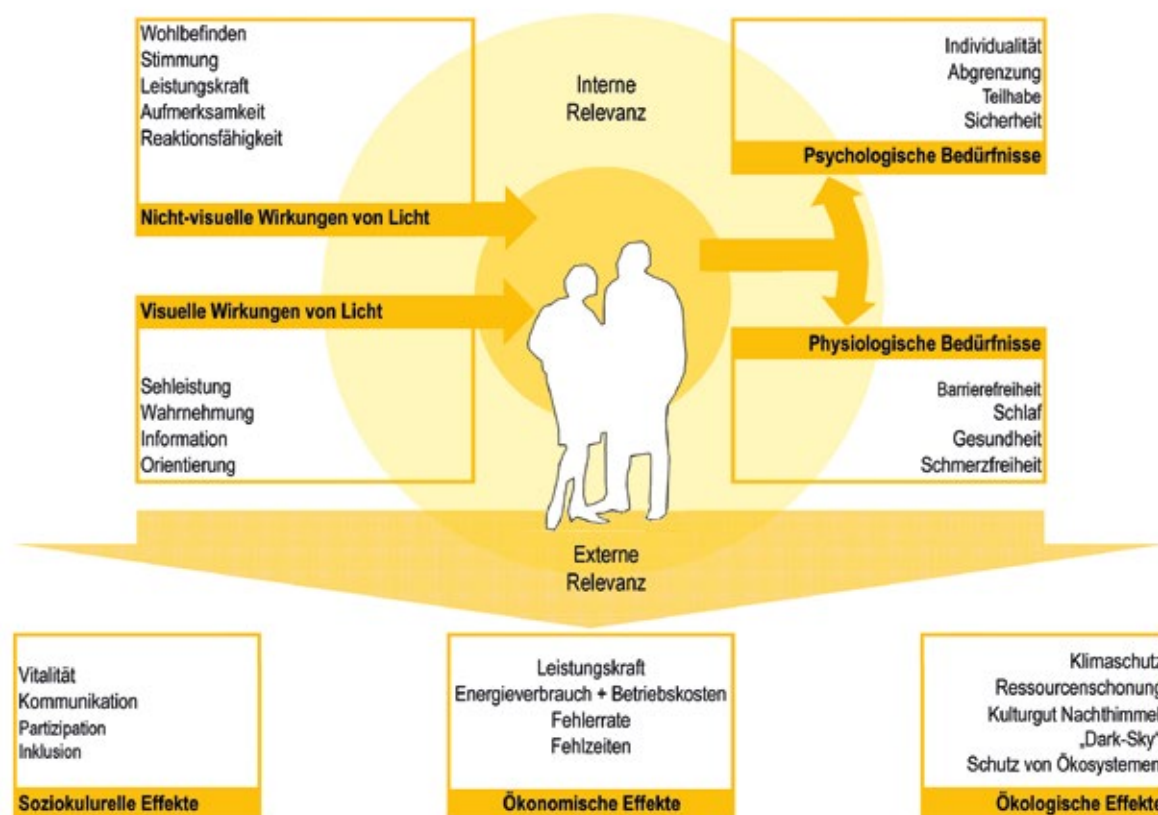 Wohlbefinden
Stimmung
Leistungskraft
Aufmerksamkeit
Reaktionsfähigkeit
Nicht-visuelle Wirkungen von Licht
Interne
Relevanz
Individualität
Abgrenzung
Teilhabe
Sicherheit
Psychologische Bedürfnisse
Visuelle Wirkungen von Licht
Sehleistung
Wahrnehmung
Information
Orientierung
Physiologische Bedürfnisse
Barrierefreiheit
Schlaf
Gesundheit
Schmerzfreiheit
Externe
Relevanz
Vitalität
Kommunikation
Partizipation
Inklusion
Soziokulurelle Effekte
Leistungskraft
Energieverbrauch + Betriebskosten
Fehlerrate
Fehlzeiten
Ökonomische Effekte
Klimaschutz
Ressourcenschonung
Kulturgut Nachthimmel
„Dark-Sky“
Schutz von Ökosystemen
Ökologische Effekte